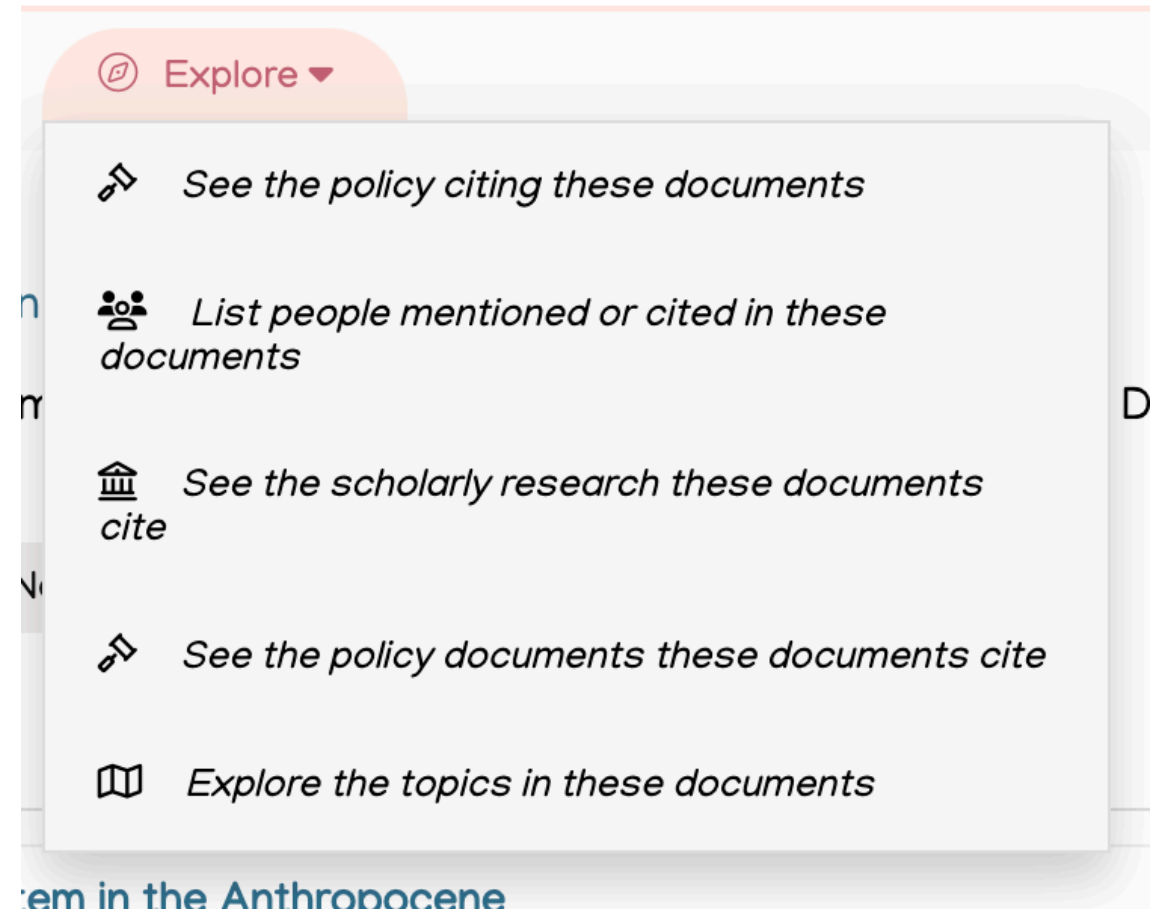 Explore
See the policy citing these documents
n
List people mentioned or cited in these
documents
D
See the scholarly research these documents
cite
See the policy documents these documents cite
Explore the topics in these documents
tem in the Anthropocene